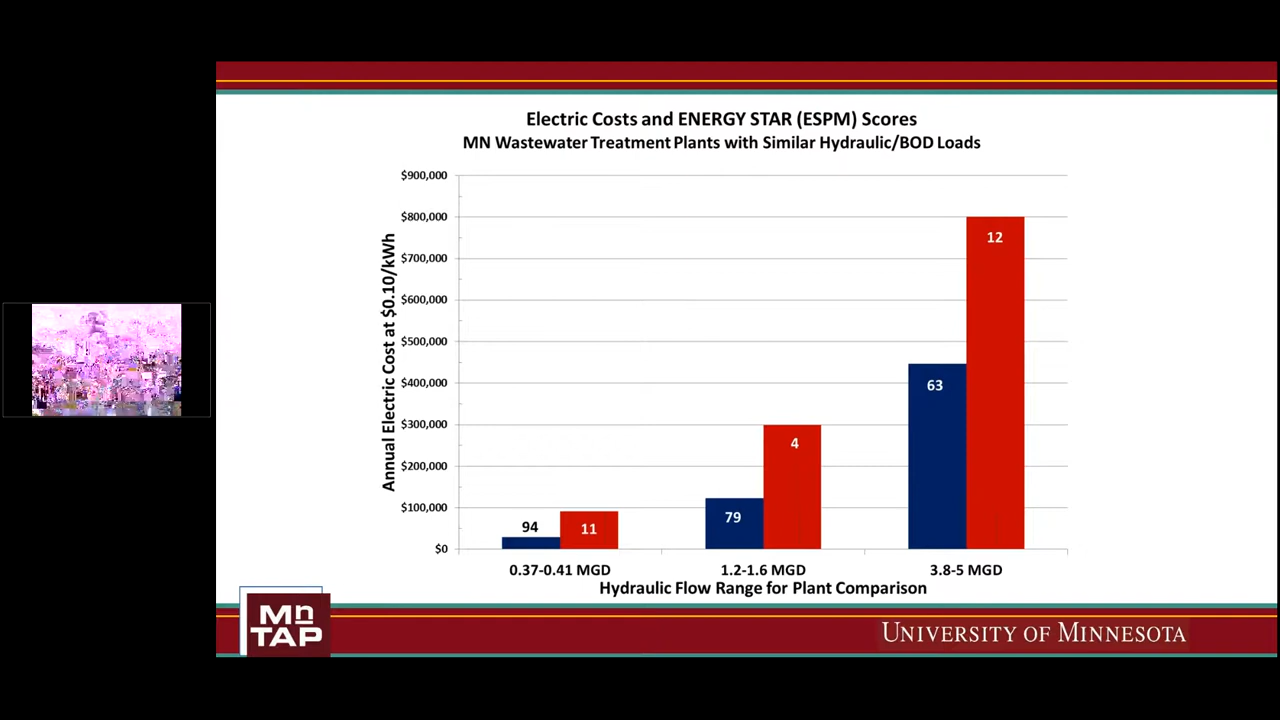 Electric Costs and ENERGY STAR (ESPM) Scores
MN Wastewater Treatment Plants with Similar Hydraulic/BOD Loads
Annual Electric Cost at $0.10/kWh
$900,000
$800,000
$700,000
$600,000
$500,000
$400,000
$300,000
$200,000
$100,000
$0
94
11
79
4
63
12
0.37-0.41 MGD
1.2-1.6 MGD
3.8-5 MGD
Hydraulic Flow Range for Plant Comparison
Mn
TAP
UNIVERSITY OF MINNESOTA